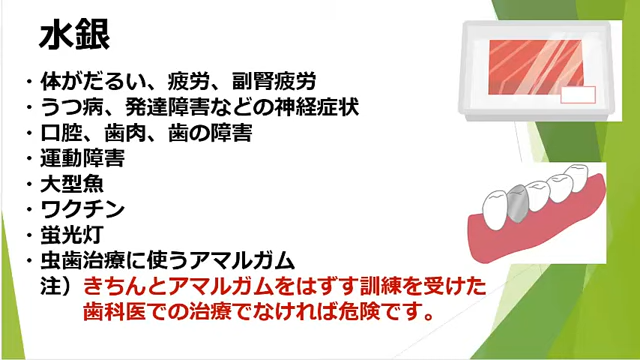 水銀
・体がだるい、疲労、副腎疲労
・うつ病、発達障害などの神経症状
・口腔、歯肉、歯の障害
・運動障害
・大型魚
・ワクチン
・蛍光灯
・虫歯治療に使うアマルガム
注）きちんとアマルガムをはずす訓練を受けた
歯科医での治療でなければ危険です。